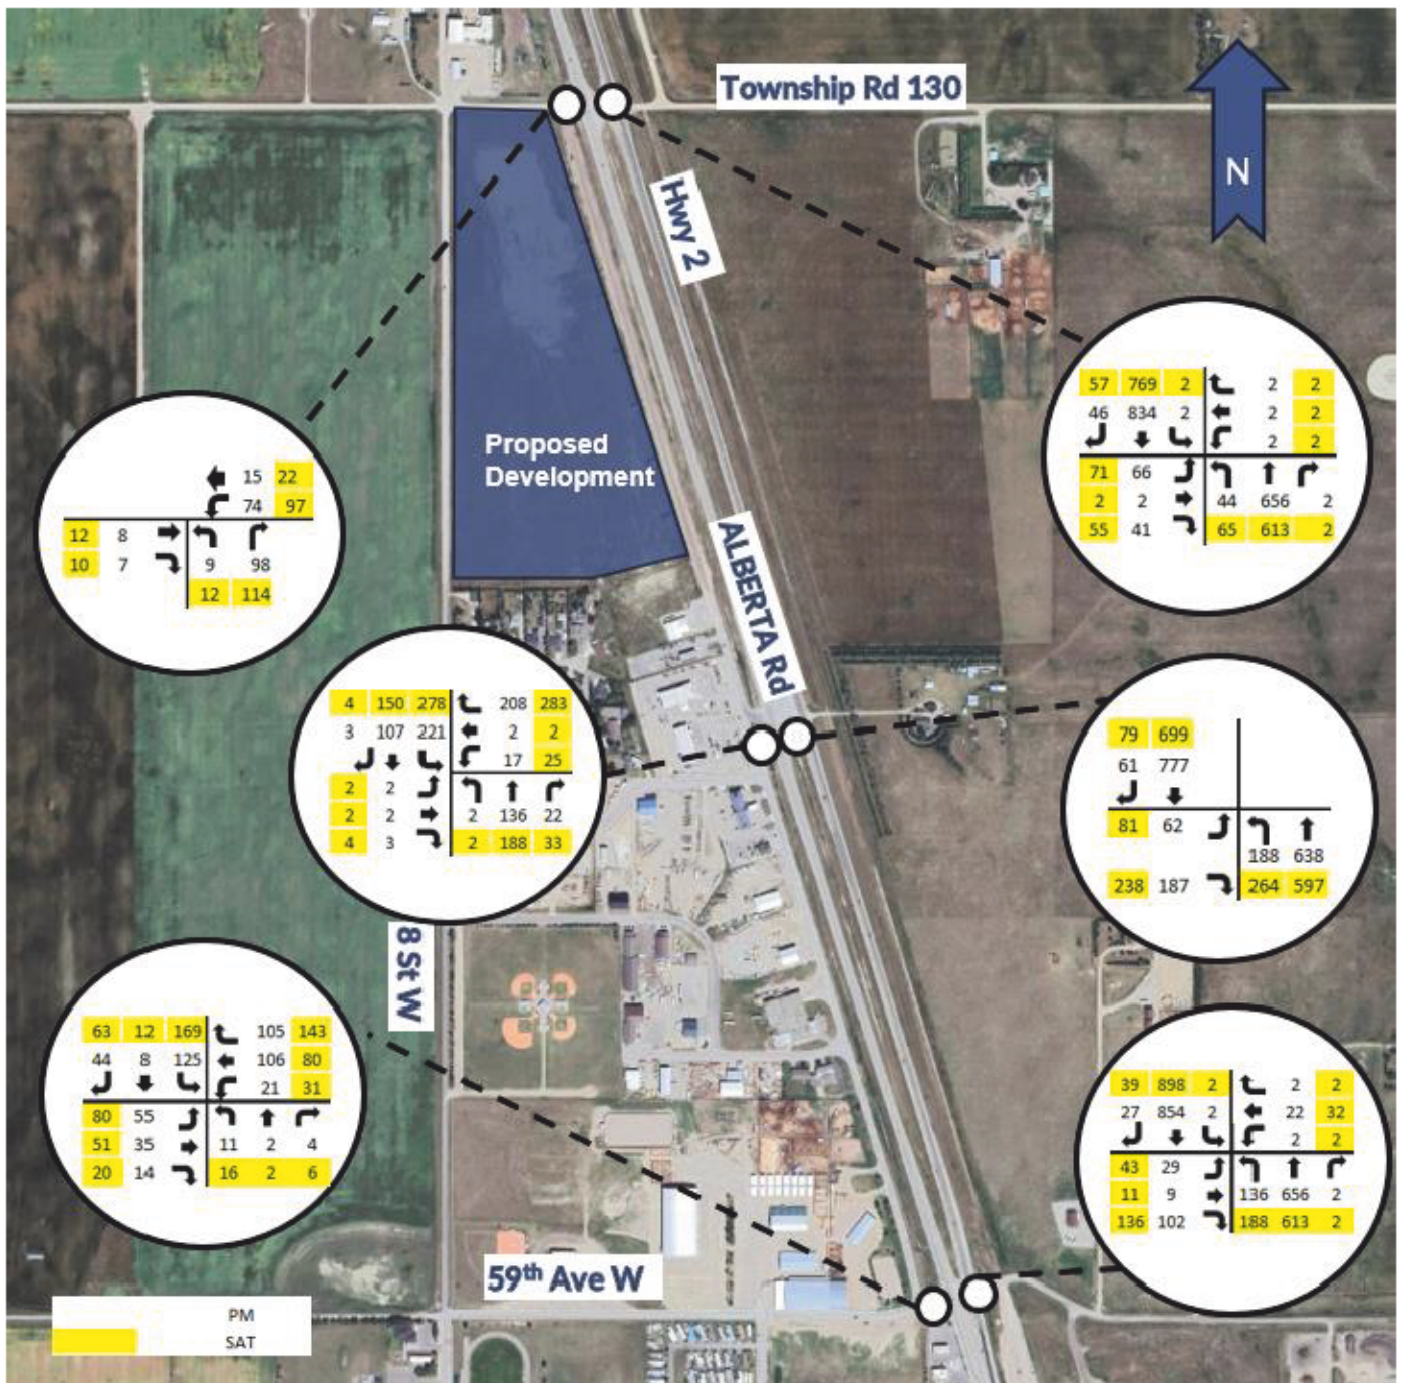 Township Rd 130
N
Hwy 2
Proposed
Development
ALBERTA Rd
57 769 2 2 2
46 834 2 2 2
2 2
71 66
2 2 44 656 2
55 41 65 613 2
15 22
74 97
12 8
10 7 9 98
12 114
4 150 278 208 283
3 107 221 2 2
17 25
2 2
2 2 2 136 22
4 3 2 188 33
79 699
61 777
81 62
188 638
238 187 264 597
8 St W
63 12 169 105 143
44 8 125 106 80
21 31
80 55
51 35 11 2 4
20 14 16 2 6
39 898 2 2 2
27 854 2 22 32
2 2
43 29
11 9 136 656 2
136 102 188 613 2
59th Ave W
PM
SAT